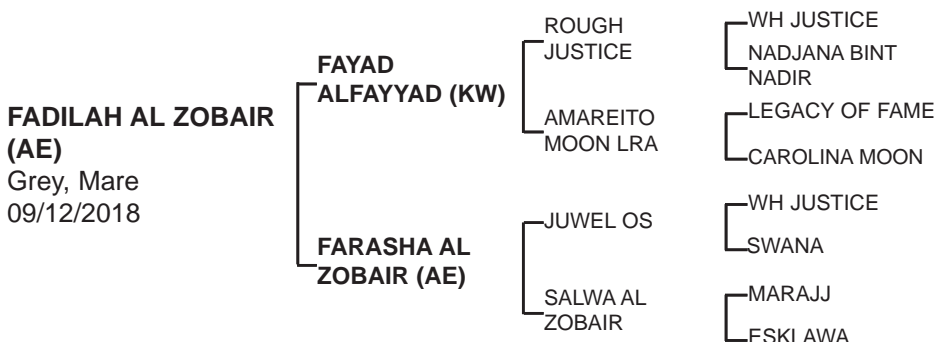 FADILAH AL ZOBAIR
(AE)
Grey, Mare
09/12/2018
FAYAD
ALFAYYAD (KW)
FARASHA AL
ZOBAIR (AE)
ROUGH
JUSTICE
AMAREITO
MOON LRA
JUWEL OS
SALWA AL
ZOBAIR
WH JUSTICE
NADJANA BINT
NADIR
LEGACY OF FAME
CAROLINA MOON
WH JUSTICE
SWANA
MARAJJ
ESKLAWA